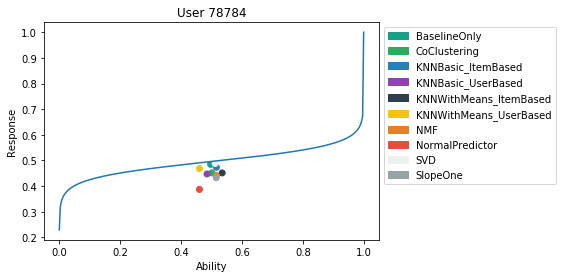 User 78784
1.0
0.9
0.8
0.7
0.6
0.5
0.4
0.3
0.2
Response
0.0
0.2
0.4
0.6
0.8
1.0
Ability
BaselineOnly
CoClustering
KNNBasic_ItemBased
KNNBasic_UserBased
KNNWithMeans_ItemBased
KNNWithMeans_UserBased
NMF
NormalPredictor
SVD
SlopeOne